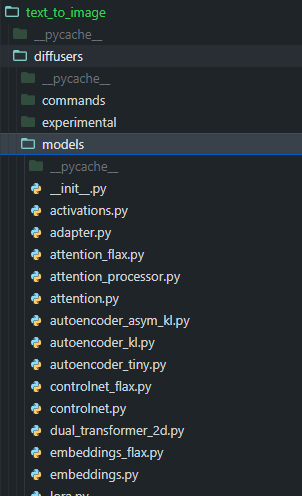 text_to_image
__pycache__
diffusers
__pycache__
commands
experimental
models
__pycache__
__init__.py
activations.py
adapter.py
attention_flax.py
attention_processor.py
attention.py
autoencoder_asym_kl.py
autoencoder_kl.py
autoencoder_tiny.py
controlnet_flax.py
controlnet.py
dual_transformer_2d.py
embeddings_flax.py
embeddings.py